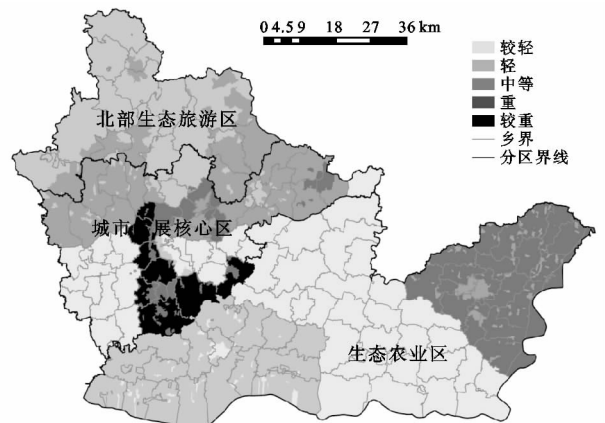 0 4.5 9 18 27 36 km
较轻
轻
中等
重
较重
乡界
分区界线
北部生态旅游区
城市 展核心区
生态农业区